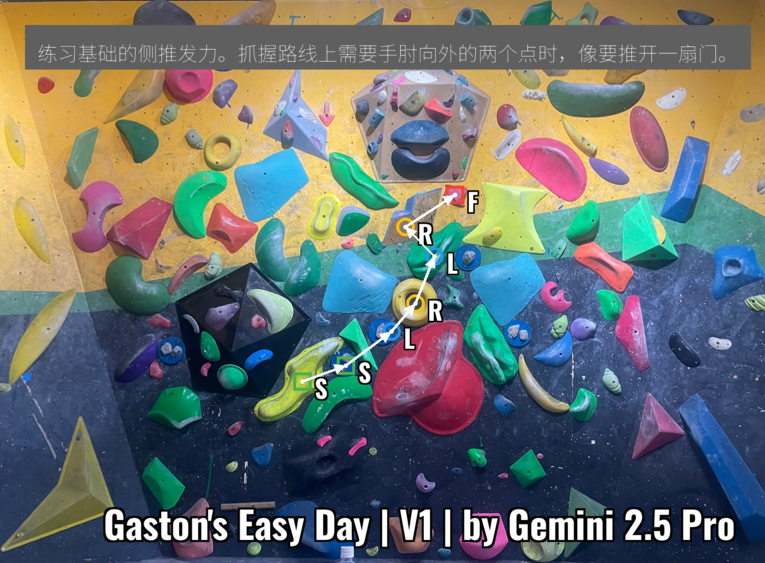 练习基础的侧推发力。抓握路线上需要手肘向外的两个点时，像要推开一扇门。
F
R
L
R
L
S
S
Gaston's Easy Day | V1 | by Gemini 2.5 Pro